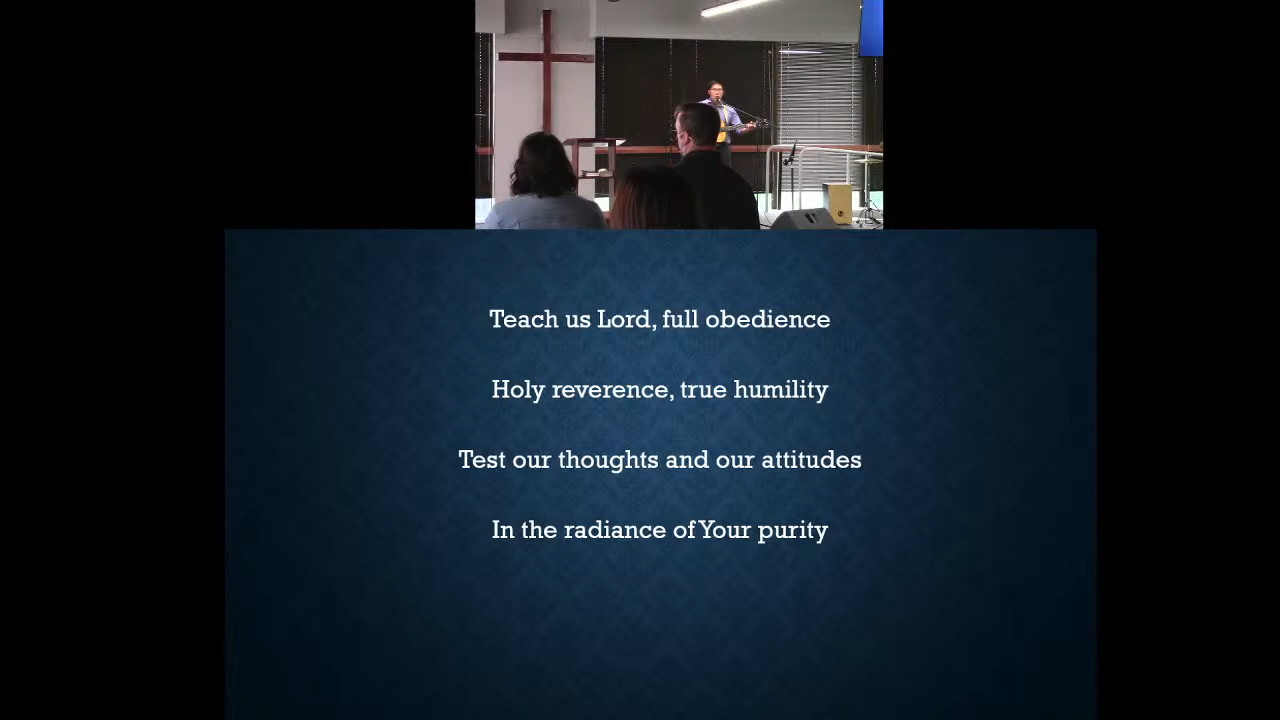 Teach us Lord, full obedience
Holy reverence, true humility
Test our thoughts and our attitudes
In the radiance of Your purity